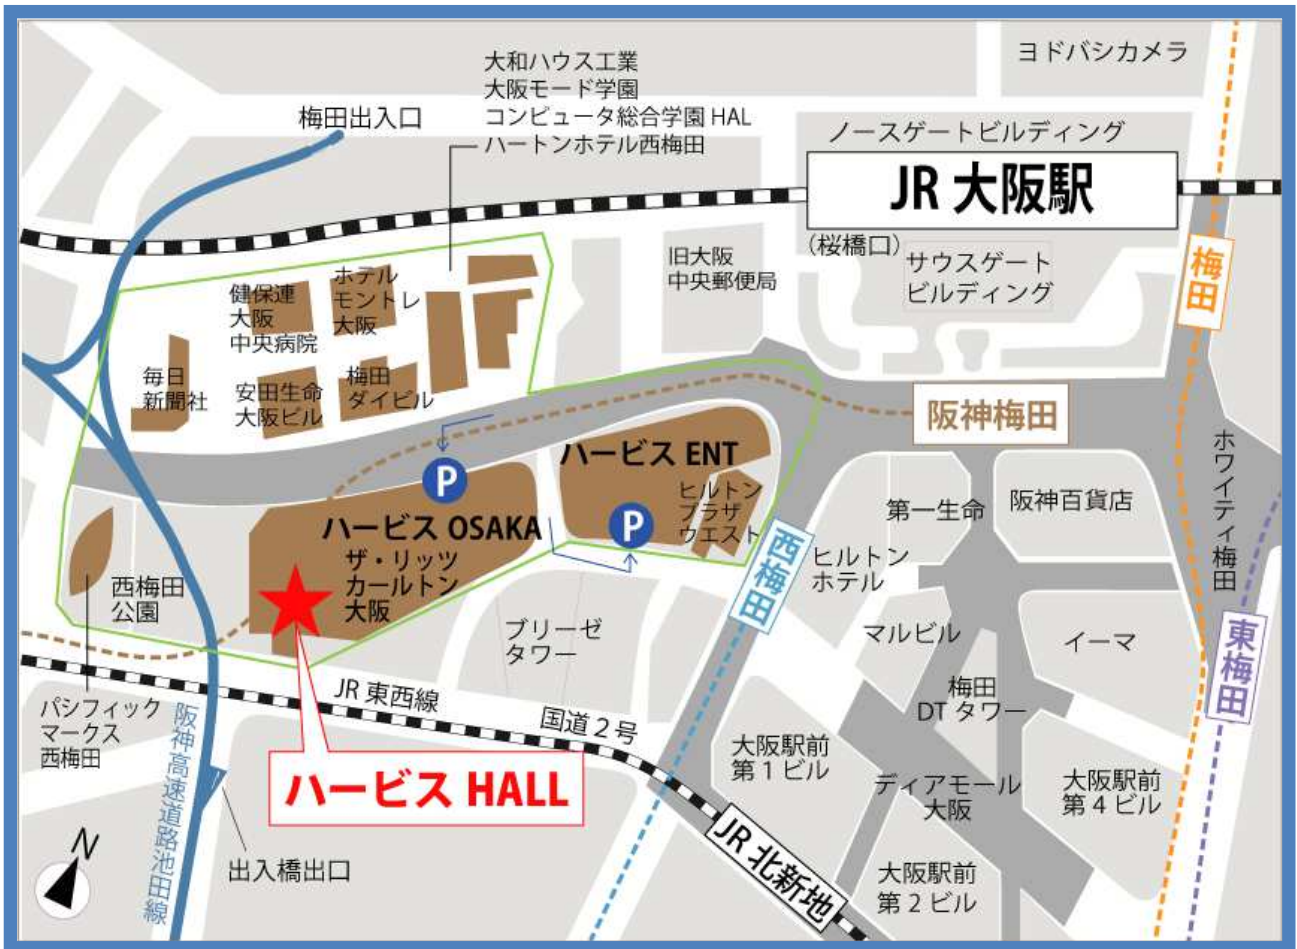 ヨドバシカメラ
大和ハウス工業
大阪モード学園
コンピュータ総合学園 HAL
ハートンホテル西梅田
梅田出入口
ノースゲートビルディング
JR 大阪駅
(桜橋口)
サウスゲート
ビルディング
旧大阪
中央郵便局
梅田
健保連
大阪
中央病院
ホテル
モントレ
大阪
毎日
新聞社
安田生命
大阪ビル
梅田
ダイビル
阪神梅田
ハービス ENT
P
ヒルトン
プラザ
ウエスト
P
ハービス OSAKA
ザ・リッツ
カールトン
大阪
第一生命
阪神百貨店
ホワイティ梅田
西梅田
ヒルトン
ホテル
西梅田
公園
ブリーゼ
タワー
マルビル
イーマ
東梅田
梅田
DT タワー
JR 東西線
国道2号
パシフィック
マークス
西梅田
阪神高速道路池田線
ハービス HALL
大阪駅前
第1ビル
ディアモール
大阪
大阪駅前
第4ビル
JR 北新地
大阪駅前
第2ビル
出入橋出口
N